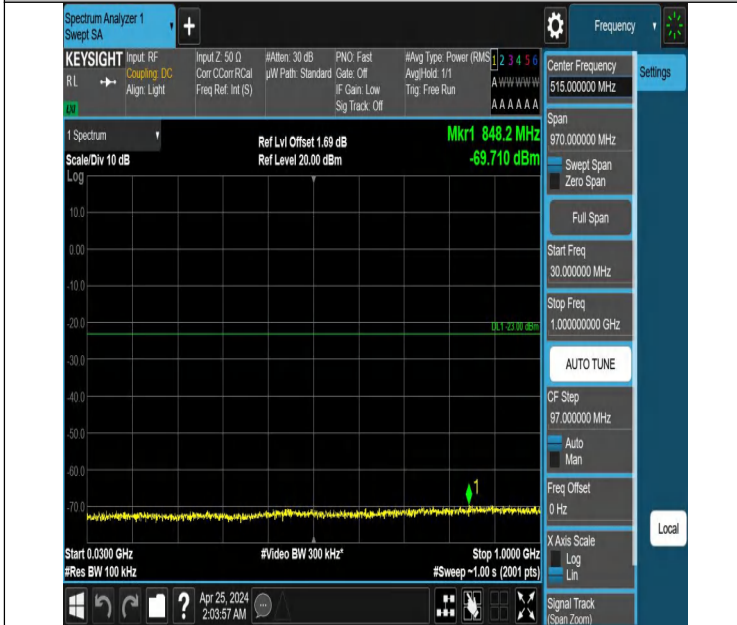 Spectrum Analyzer 1
Swept SA
+
Frequency
KEYSIGHT
RL
Input: RF
Coupling: DC
Align: Light
Input Z: 50 Ω
Corr CCorr RCal
Freq Ref: Int (S)
#Atten: 30 dB
µW Path: Standard
PNO: Fast
Gate: Off
IF Gain: Low
Sig Track: Off
#Avg Type: Power (RMS
Avg|Hold: 1/1
Trig: Free Run
1 2 3 4 5 6
A W W W W W
A A A A A A
1 Spectrum
Scale/Div 10 dB
Log
Ref Lvl Offset 1.69 dB
Ref Level 20.00 dBm
Mkr1 848.2 MHz
-69.710 dBm
10.0
0.00
-10.0
-20.0
DL1 -23.00 dBm
-30.0
-40.0
-50.0
-60.0
1
-70.0
Start 0.0300 GHz
#Res BW 100 kHz
#Video BW 300 kHz*
Stop 1.0000 GHz
#Sweep ~1.00 s (2001 pts)
?
Apr 25, 2024
2:03:57 AM
Center Frequency
515.000000 MHz
Span
970.000000 MHz
Swept Span
Zero Span
Full Span
Start Freq
30.000000 MHz
Stop Freq
1.000000000 GHz
AUTO TUNE
CF Step
97.000000 MHz
Auto
Man
Freq Offset
0 Hz
X Axis Scale
Log
Lin
Signal Track
(Span Zoom)
Settings
Local